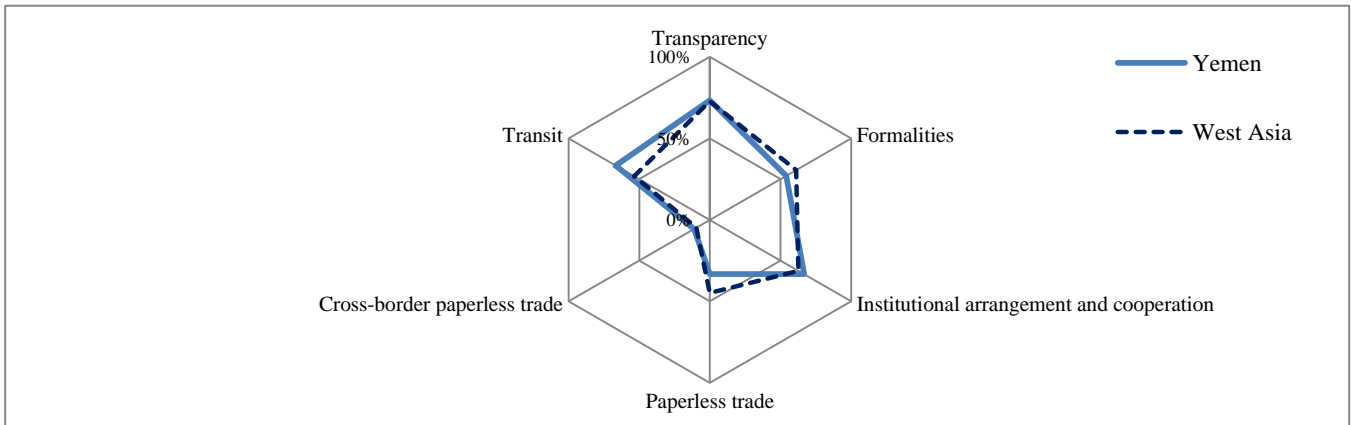 Transparency
100%
Yemen
West Asia
Transit
50%
Formalities
0%
Cross-border paperless trade
Institutional arrangement and cooperation
Paperless trade